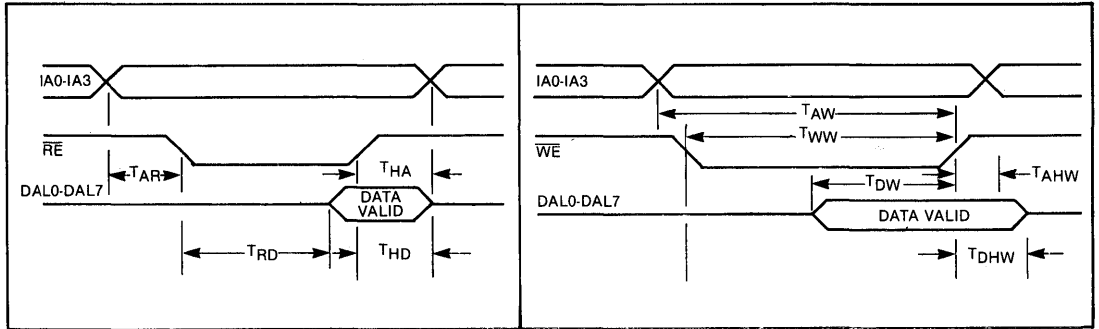 IA0-IA3
RE
TAR
THA
DAL0-DAL7
DATA
VALID
TRD
THD
IA0-IA3
TAW
TWW
WE
TDW
TAHW
DAL0-DAL7
DATA VALID
TDHW